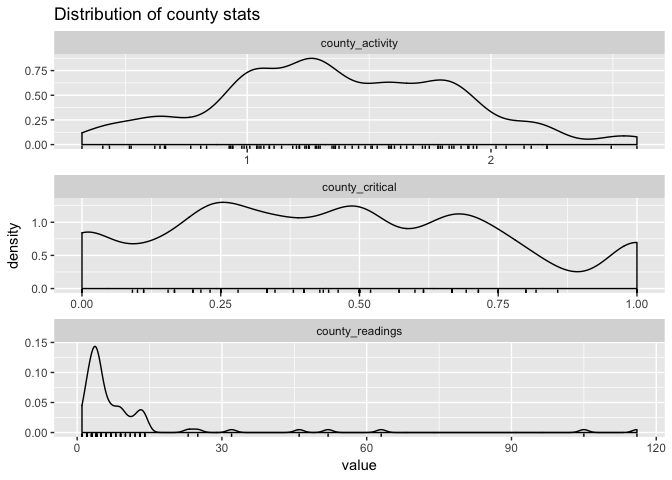 Distribution of county stats
county_activity
0.75
0.50
0.25
0.00
1 2
county_critical
1.0
0.5
0.0
0.00 0.25 0.50 0.75 1.00
density
county_readings
0.15
0.10
0.05
0.00
0 30 60 90 120
value